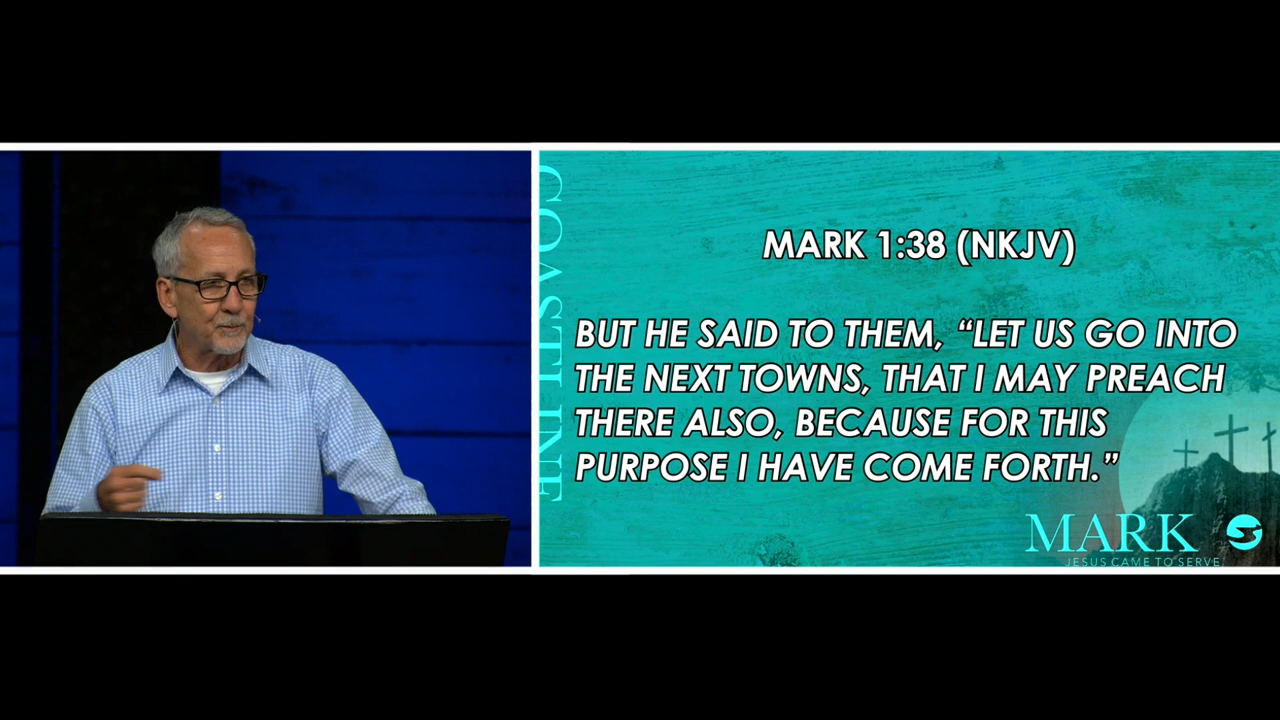 COASTLINE
MARK 1:38 (NKJV)
BUT HE SAID TO THEM, “LET US GO INTO
THE NEXT TOWNS, THAT I MAY PREACH
THERE ALSO, BECAUSE FOR THIS
PURPOSE I HAVE COME FORTH.”
MARK
JESUS CAME TO SERVE